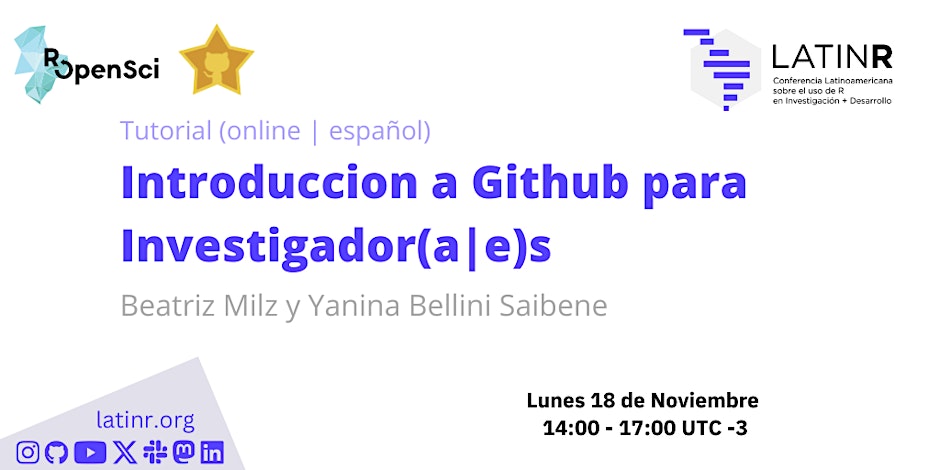 ROpenSci
LATINR
Conferencia Latinoamericana
sobre el uso de R
en Investigación + Desarrollo
Tutorial (online | español)
Introduccion a Github para
Investigador(a|e)s
Beatriz Milz y Yanina Bellini Saibene
latinr.org
Lunes 18 de Noviembre
14:00 - 17:00 UTC -3